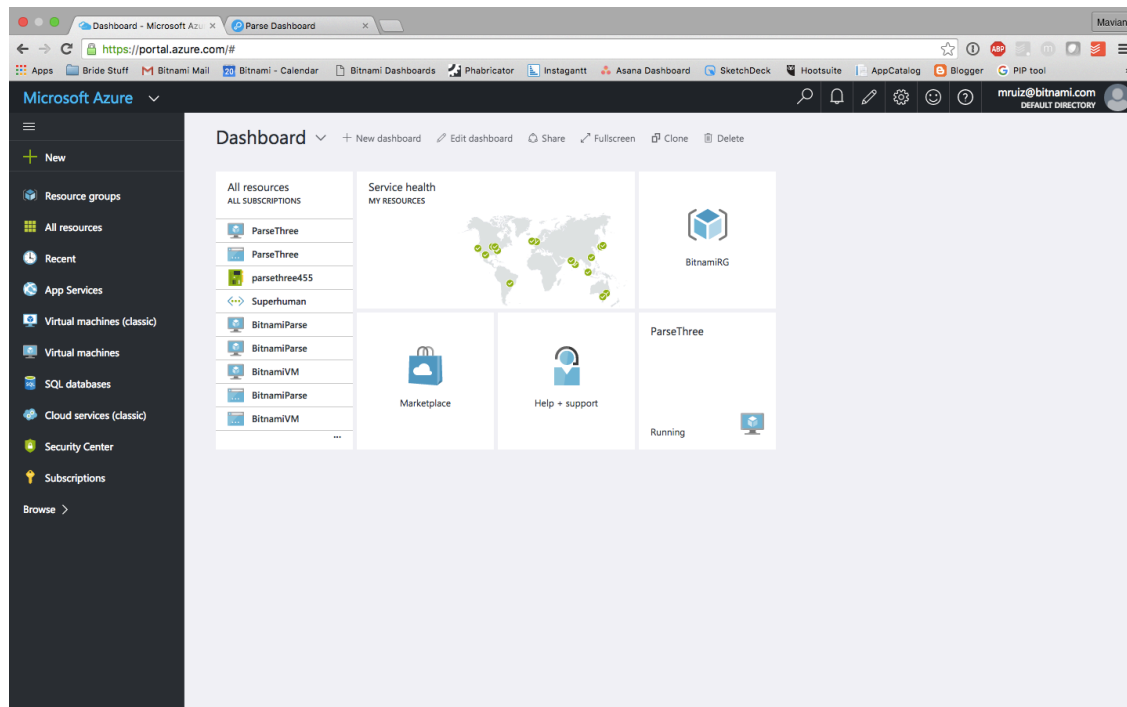 Dashboard - Microsoft Azu
Parse Dashboard
Mavian
https://portal.azure.com/#
Apps Bride Stuff Bitnami Mail Bitnami - Calendar Bitnami Dashboards Phabricator Instagantt Asana Dashboard SketchDeck Hootsuite AppCatalog Blogger PIP tool
Microsoft Azure
mruiz@bitnami.com
DEFAULT DIRECTORY
New
Resource groups
All resources
Recent
App Services
Virtual machines (classic)
Virtual machines
SQL databases
Cloud services (classic)
Security Center
Subscriptions
Browse >
Dashboard
New dashboard Edit dashboard Share Fullscreen Clone Delete
All resources
ALL SUBSCRIPTIONS
ParseThree
ParseThree
parsethree455
Superhuman
BitnamiParse
BitnamiParse
BitnamiVM
BitnamiParse
BitnamiVM
...
Service health
MY RESOURCES
BitnamiRG
Marketplace
Help + support
ParseThree
Running